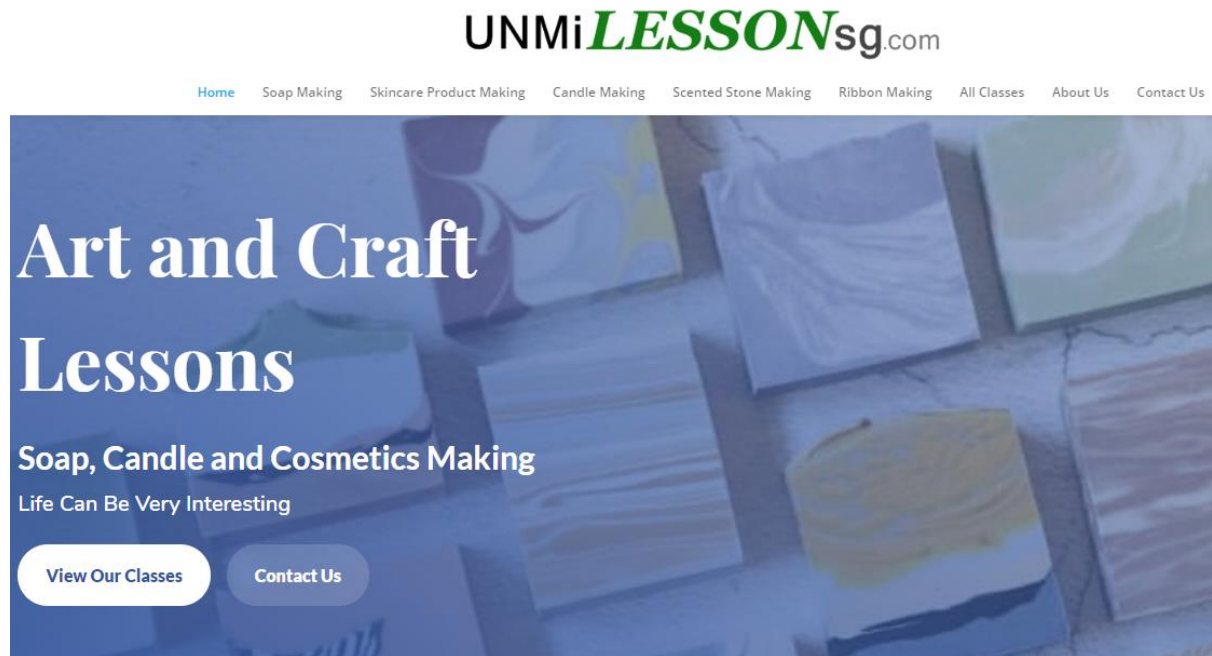 UNMiLESSONsg.com
Home Soap Making Skincare Product Making Candle Making Scented Stone Making Ribbon Making All Classes About Us Contact Us
Art and Craft
Lessons
Soap, Candle and Cosmetics Making
Life Can Be Very Interesting
View Our Classes Contact Us